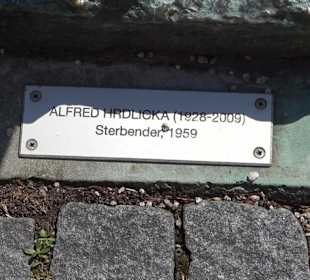 ALFRED HRDLICKA (1928-2009)
Sterbender, 1959